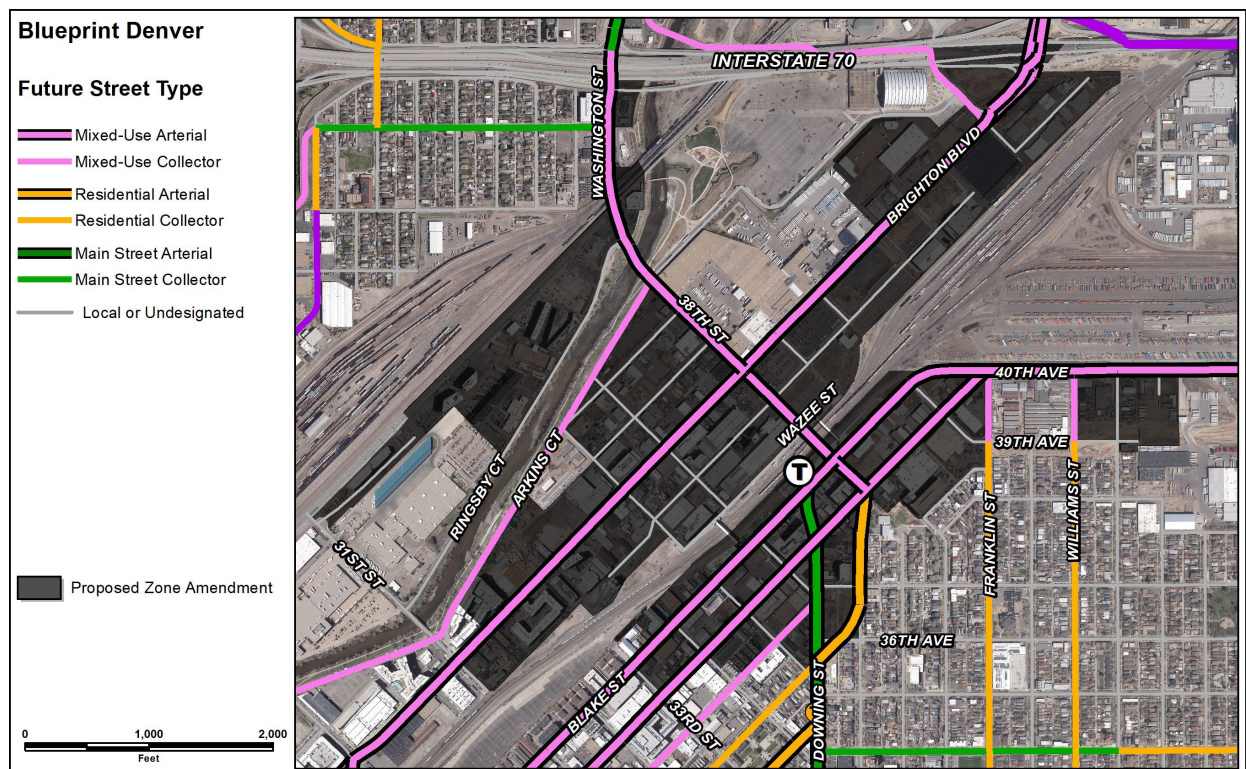 Blueprint Denver
Future Street Type
Mixed-Use Arterial
Mixed-Use Collector
Residential Arterial
Residential Collector
Main Street Arterial
Main Street Collector
Local or Undesignated
Proposed Zone Amendment
0 1,000 2,000
Feet
INTERSTATE 70
WASHINGTON ST
BRIGHTON BLVD
38TH ST
40TH AVE
WAZEE ST
39TH AVE
T
RINGSBY CT
ARKINS CT
31ST ST
FRANKLIN ST
WILLIAMS ST
36TH AVE
BLAKE ST
33RD ST
DOWNING ST